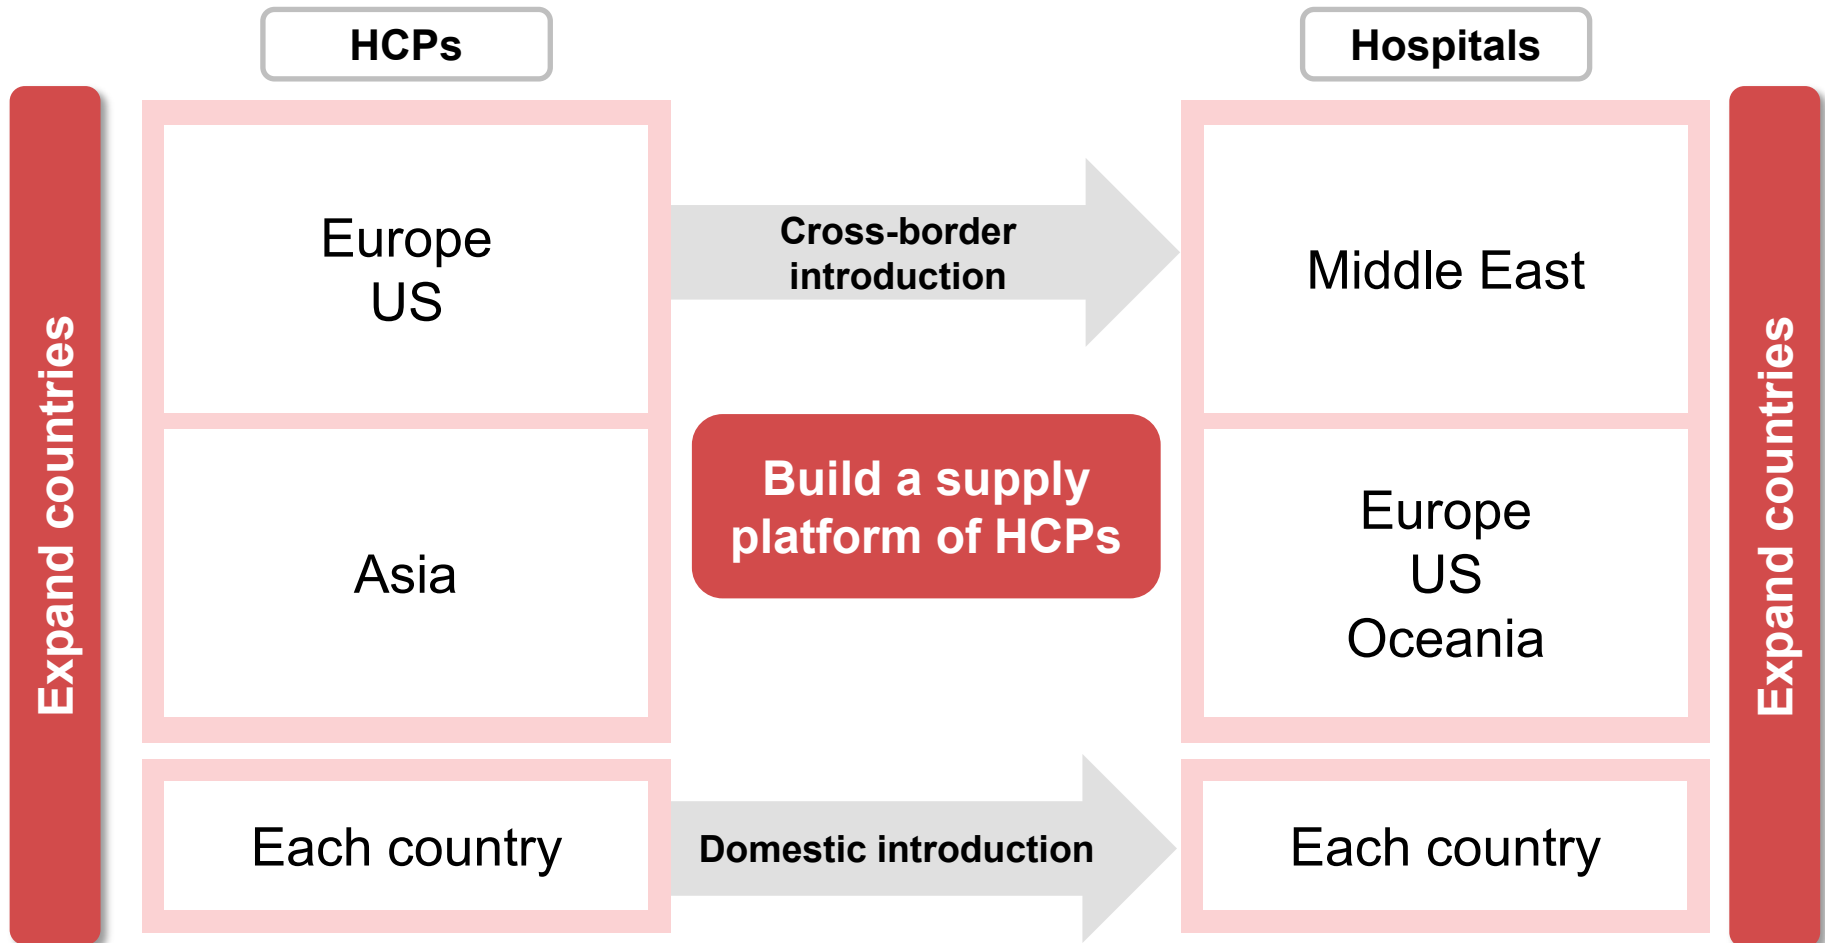 HCPs
Hospitals
Expand countries
Europe
US
Cross-border
introduction
Middle East
Asia
Build a supply
platform of HCPs
Europe
US
Oceania
Each country
Domestic introduction
Each country
Expand countries